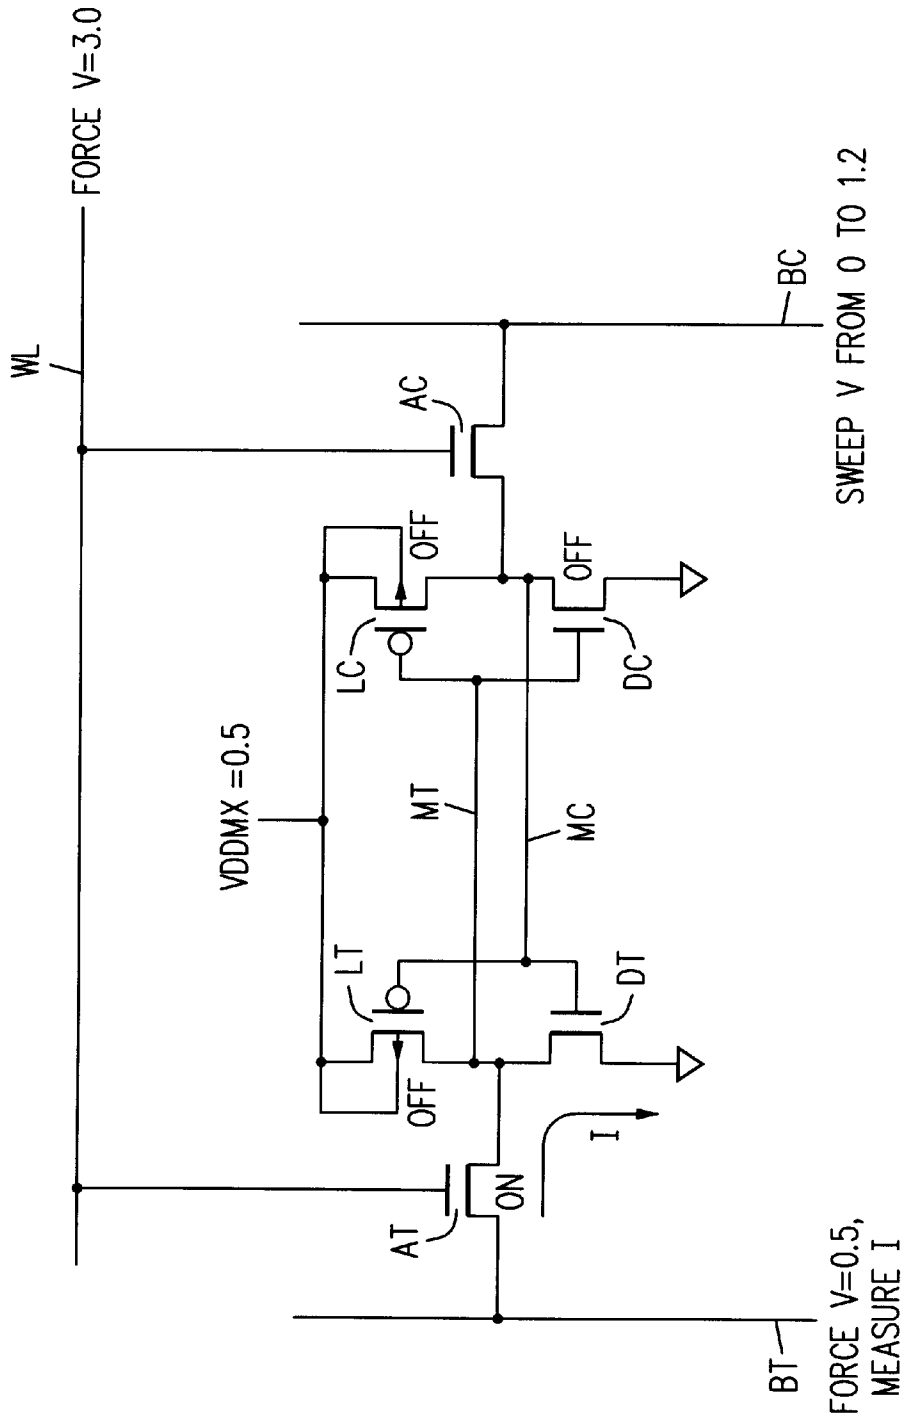 WL
FORCE V=3.0
VDDMX =0.5
LT
OFF
LC
OFF
AT
ON
MT
AC
MC
I
DT
DC
OFF
BT
FORCE V=0.5,
MEASURE I
BC
SWEEP V FROM 0 TO 1.2